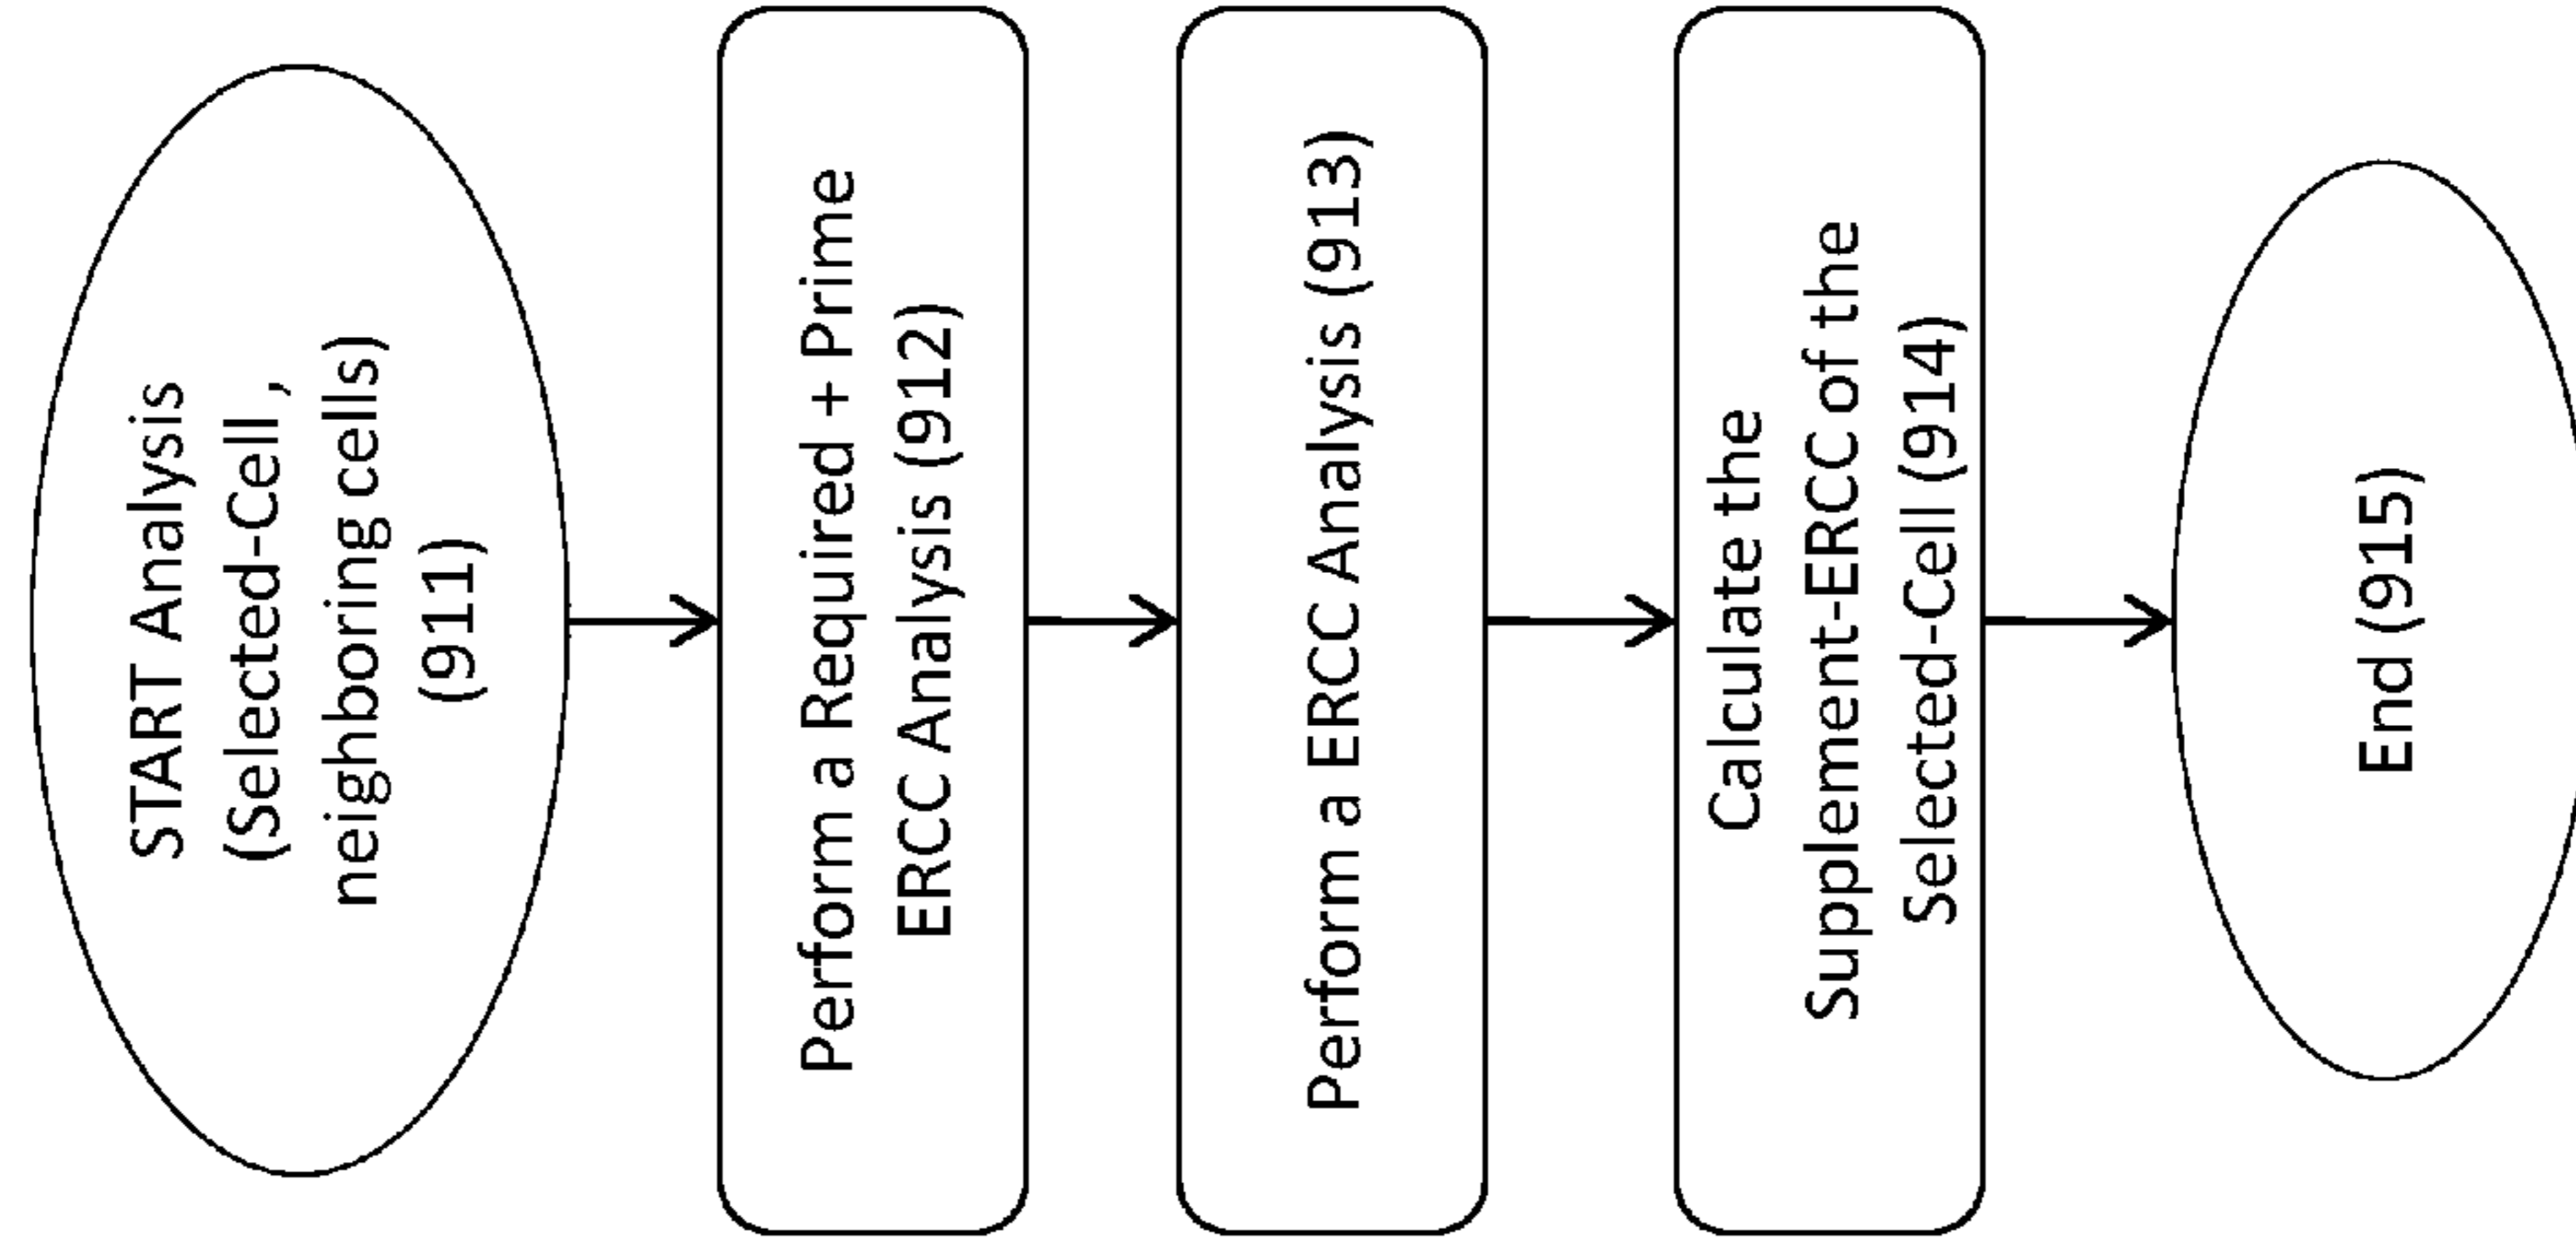 START Analysis
(Selected-Cell ,
neighboring cells)
(911)
Perform a Required + Prime
ERCC Analysis (912)
Perform a ERCC Analysis (913)
Calculate the
Supplement-ERCC of the
Selected-Cell (914)
End (915)